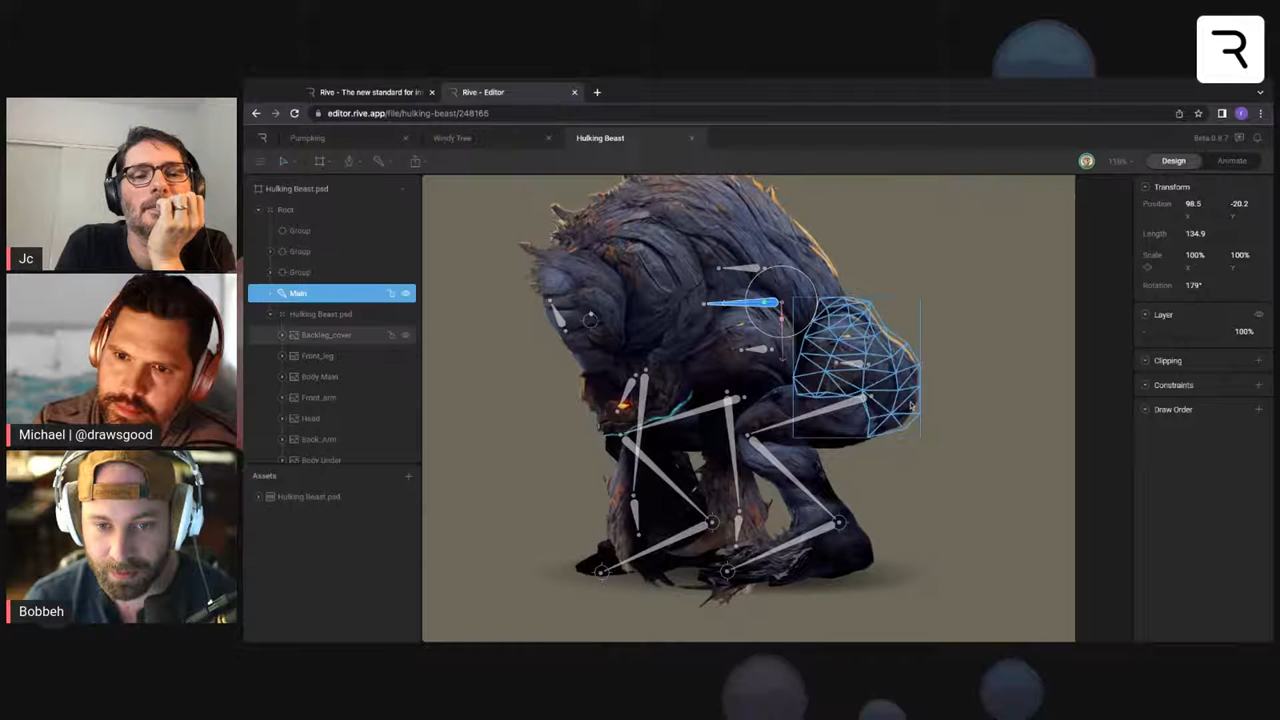 R
Rive - The new standard for in
Rive - Editor
editor.rive.app/file/hulking-beast/248165
Pumpking
Windy Tree
Hulking Beast
Beta 0.8.7
116%
Design
Animate
Hulking Beast.psd
Root
Group
Group
Group
Main
Hulking Beast.psd
Backleg_cover
Front_leg
Body Main
Front_arm
Head
Back_Arm
Body Under
Assets
Hulking Beast.psd
Transform
Position 98.5 -20.2
X Y
Length 134.9
Scale 100% 100%
X Y
Rotation 179°
Layer
100%
Clipping
Constraints
Draw Order
Jc
Michael | @drawsgood
Bobbeh